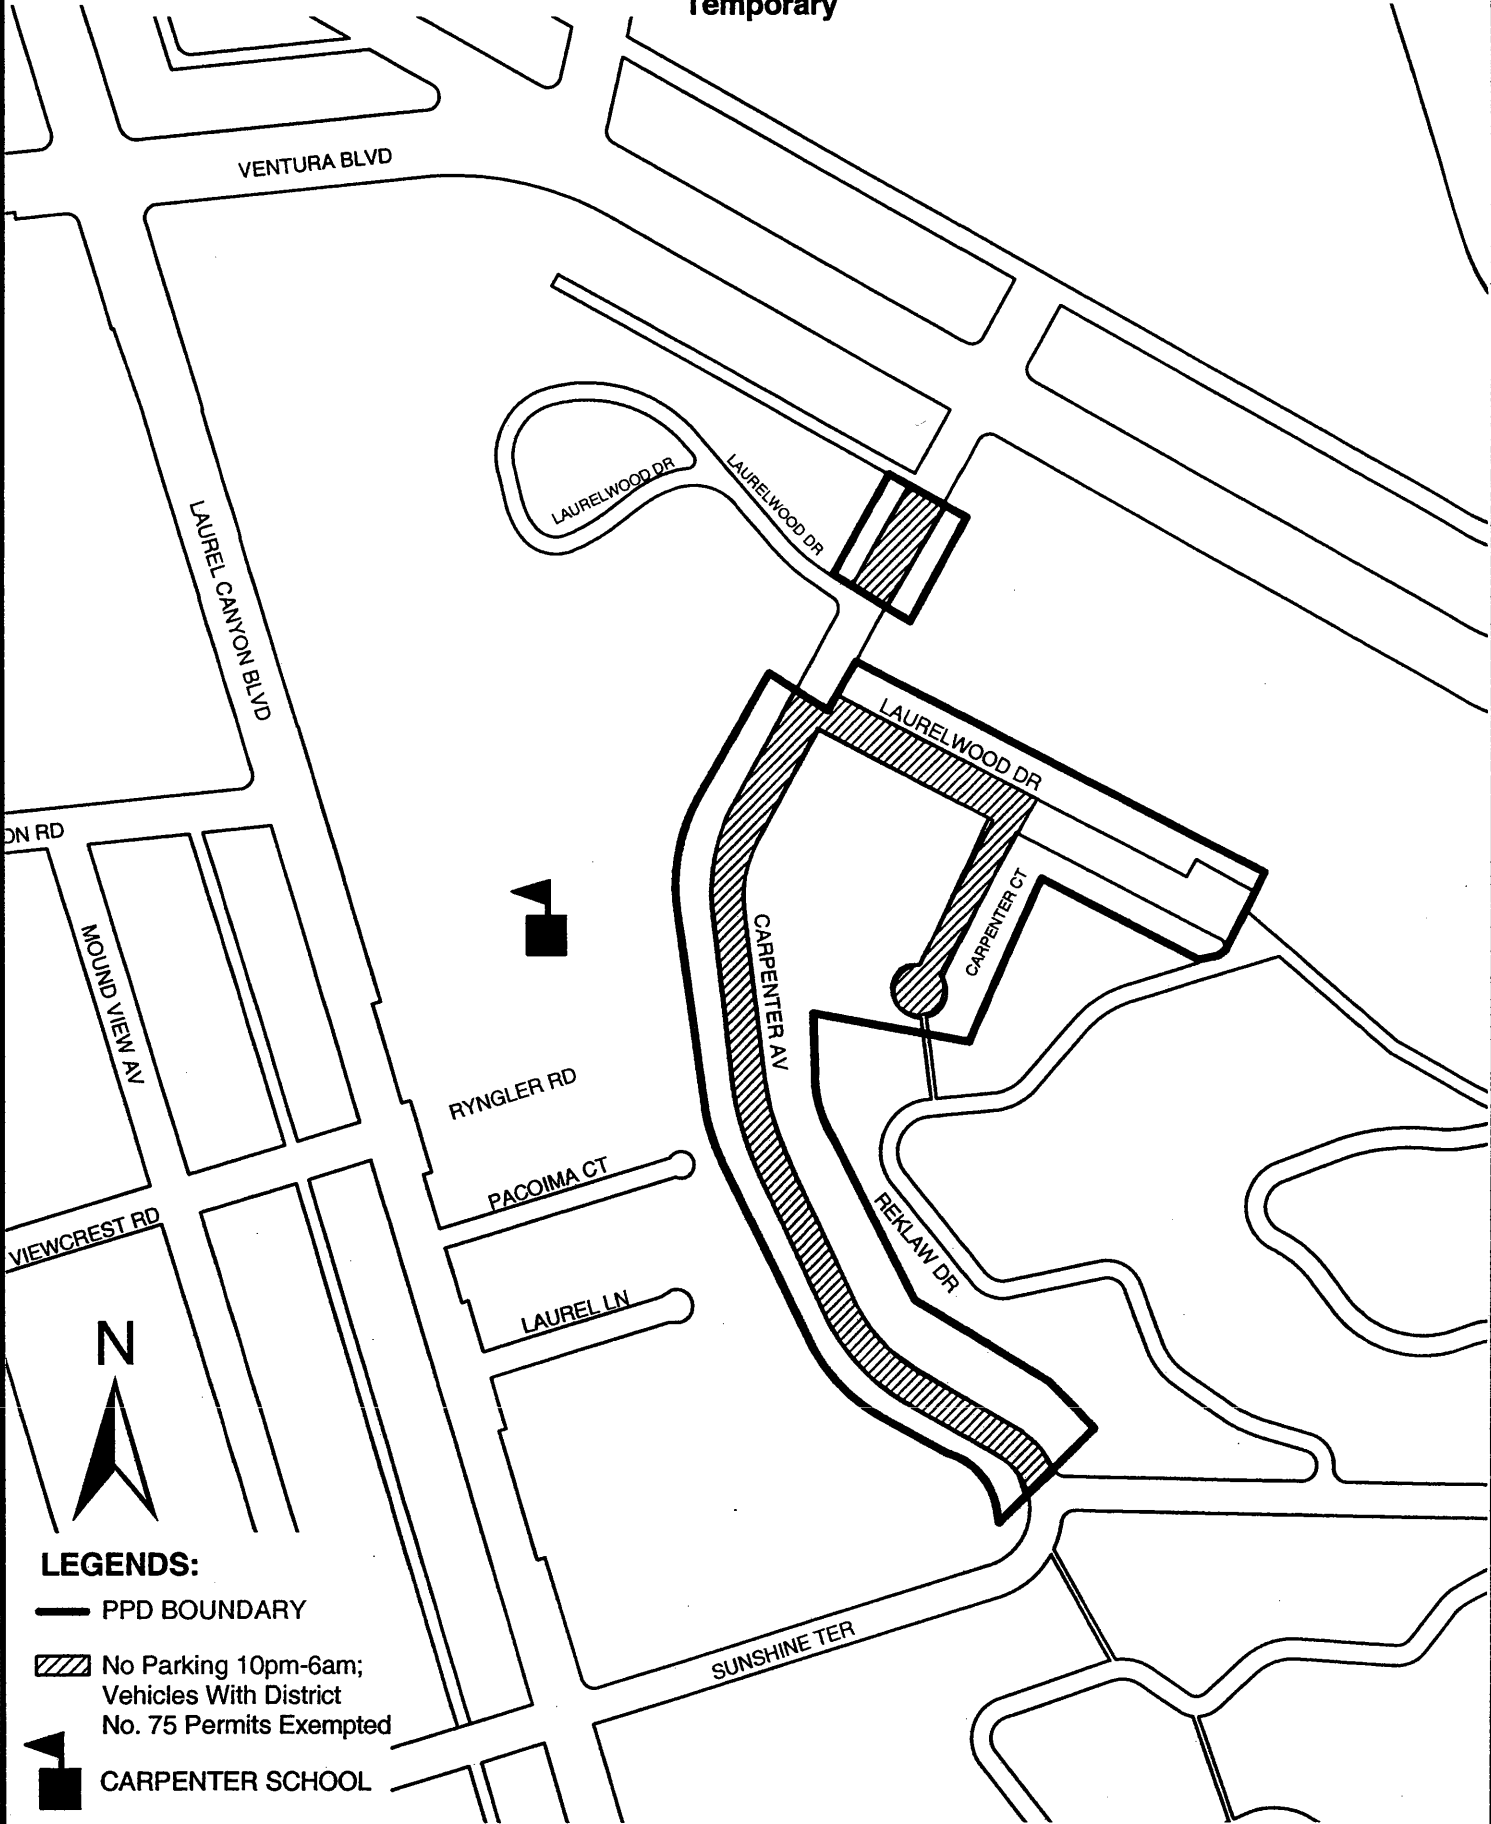 Temporary
VENTURA BLVD
LAURELWOOD DR
LAURELWOOD DR
LAUREL CANYON BLVD
LAURELWOOD DR
ON RD
CARPENTER CT
MOUND VIEW AV
CARPENTER AV
RYNGLER RD
PACOIMA CT
REKLAW DR
VIEWCREST RD
LAUREL LN
N
LEGENDS:
PPD BOUNDARY
No Parking 10pm-6am;
Vehicles With District
No. 75 Permits Exempted
SUNSHINE TER
CARPENTER SCHOOL